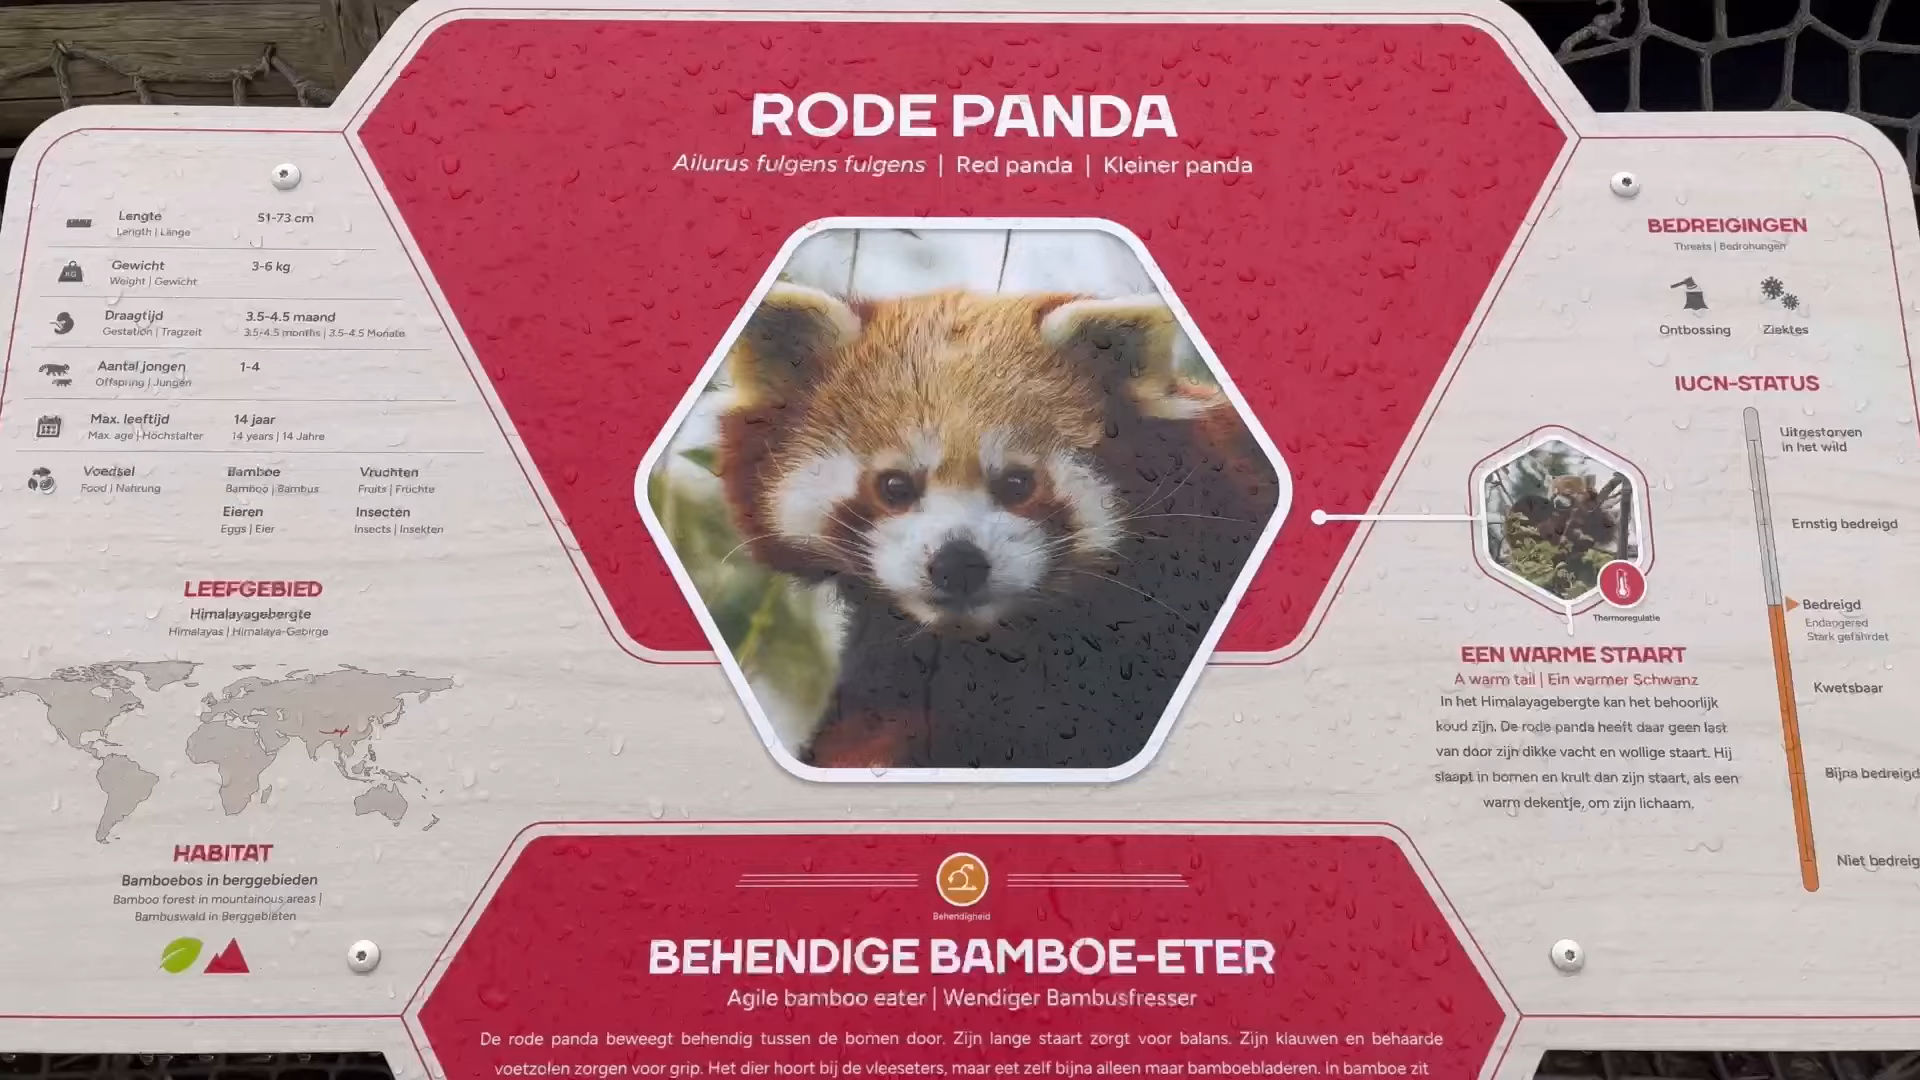 RODE PANDA
Ailurus fulgens fulgens | Red panda | Kleiner panda
Lengte 51-73 cm
Length | Länge
Gewicht 3-6 kg
Weight | Gewicht
KG
Draagtijd 3.5-4.5 maand
Gestation | Tragzeit 3.5-4.5 months | 3.5-4.5 Monate
Aantal jongen 1-4
Offspring | Jungen
Max. leeftijd 14 jaar
Max. age | Höchstalter 14 years | 14 Jahre
Voedsel Bamboe Vruchten
Food | Nahrung Bamboo | Bambus Fruits | Früchte
Eieren Insecten
Eggs | Eier Insects | Insekten
LEEFGEBIED
Himalayagebergte
Himalayas | Himalaya-Gebirge
HABITAT
Bamboebos in berggebieden
Bamboo forest in mountainous areas |
Bambuswald in Berggebieten
BEDREIGINGEN
Threats | Bedrohungen
Ontbossing Ziektes
IUCN-STATUS
Uitgestorven
in het wild
Ernstig bedreigd
Bedreigd
Endangered
Stark gefährdet
Kwetsbaar
Bijna bedreigd
Niet bedreig
Thermoregulatie
EEN WARME STAART
A warm tail | Ein warmer Schwanz
In het Himalayagebergte kan het behoorlijk
koud zijn. De rode panda heeft daar geen last
van door zijn dikke vacht en wollige staart. Hij
slaapt in bomen en krult dan zijn staart, als een
warm dekentje, om zijn lichaam.
Behendigheid
BEHENDIGE BAMBOE-ETER
Agile bamboo eater | Wendiger Bambusfresser
De rode panda beweegt behendig tussen de bomen door. Zijn lange staart zorgt voor balans. Zijn klauwen en behaarde
voetzolen zorgen voor grip. Het dier hoort bij de vleeseters, maar eet zelf bijna alleen maar bamboebladeren. In bamboe zit